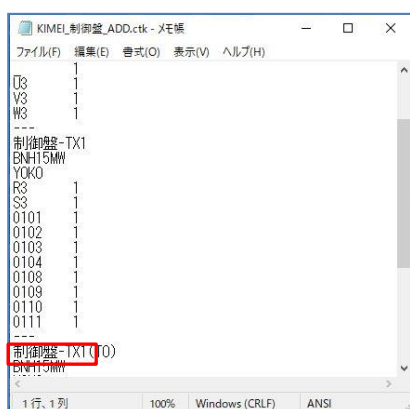 KIMEI_制御盤_ADD.ctk - メモ帳
ファイル(F) 編集(E) 書式(O) 表示(V) ヘルプ(H)
1
U3 1
V3 1
W3 1
---
制御盤-TX1
BNH15MW
YOKO
R3 1
S3 1
0101 1
0102 1
0103 1
0104 1
0108 1
0109 1
0110 1
0111 1
---
制御盤-TX1(TO)
BNH15MW
1行、1列 100% Windows (CRLF) ANSI